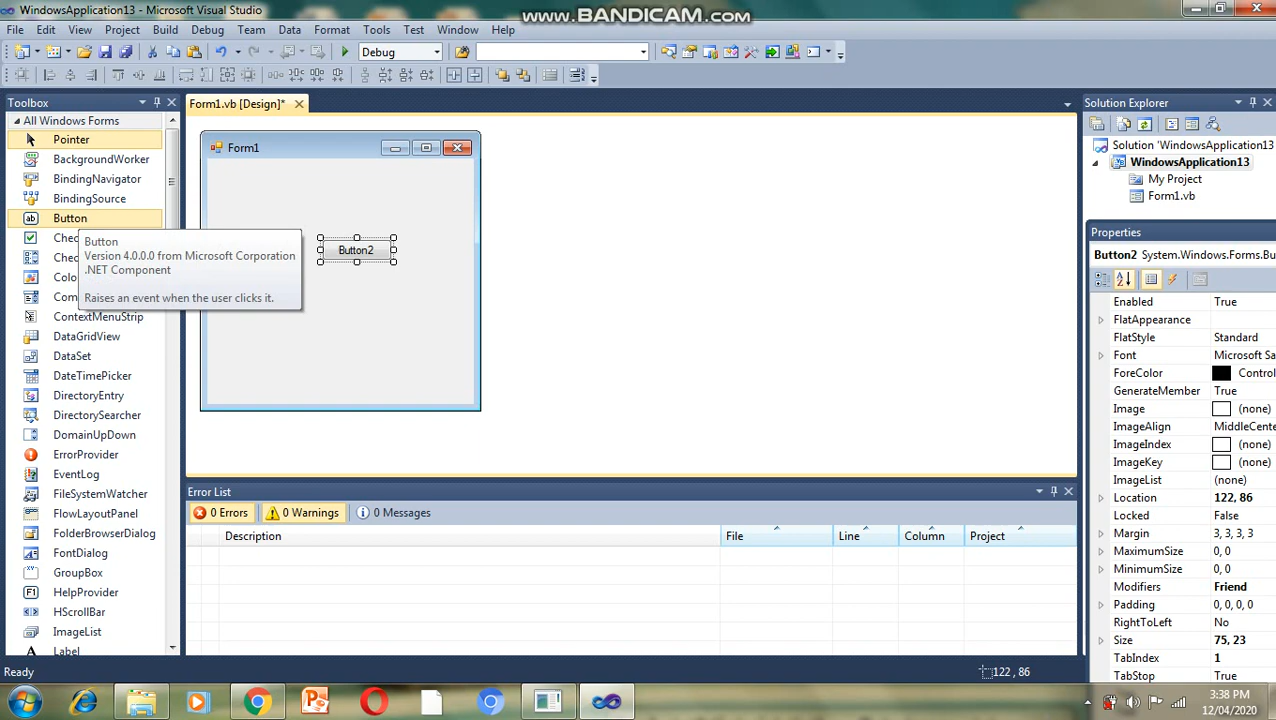 WindowsApplication13 - Microsoft Visual Studio
www.BANDICAM.com
File Edit View Project Build Debug Team Data Format Tools Test Window Help
Debug
Toolbox
All Windows Forms
Pointer
BackgroundWorker
BindingNavigator
BindingSource
Button
Chec
Chec
Colo
Com
ContextMenuStrip
DataGridView
DataSet
DateTimePicker
DirectoryEntry
DirectorySearcher
DomainUpDown
ErrorProvider
EventLog
FileSystemWatcher
FlowLayoutPanel
FolderBrowserDialog
FontDialog
GroupBox
HelpProvider
HScrollBar
ImageList
Label
Button
Version 4.0.0.0 from Microsoft Corporation
.NET Component
Raises an event when the user clicks it.
Form1.vb [Design]*
Form1
Button2
Error List
0 Errors 0 Warnings 0 Messages
Description File Line Column Project
Solution Explorer
Solution 'WindowsApplication13
WindowsApplication13
My Project
Form1.vb
Properties
Button2 System.Windows.Forms.Bu
Enabled True
FlatAppearance
FlatStyle Standard
Font Microsoft Sa
ForeColor Control
GenerateMember True
Image (none)
ImageAlign MiddleCente
ImageIndex (none)
ImageKey (none)
ImageList (none)
Location 122, 86
Locked False
Margin 3, 3, 3, 3
MaximumSize 0, 0
MinimumSize 0, 0
Modifiers Friend
Padding 0, 0, 0, 0
RightToLeft No
Size 75, 23
TabIndex 1
TabStop True
Ready
122 , 86
3:38 PM
12/04/2020